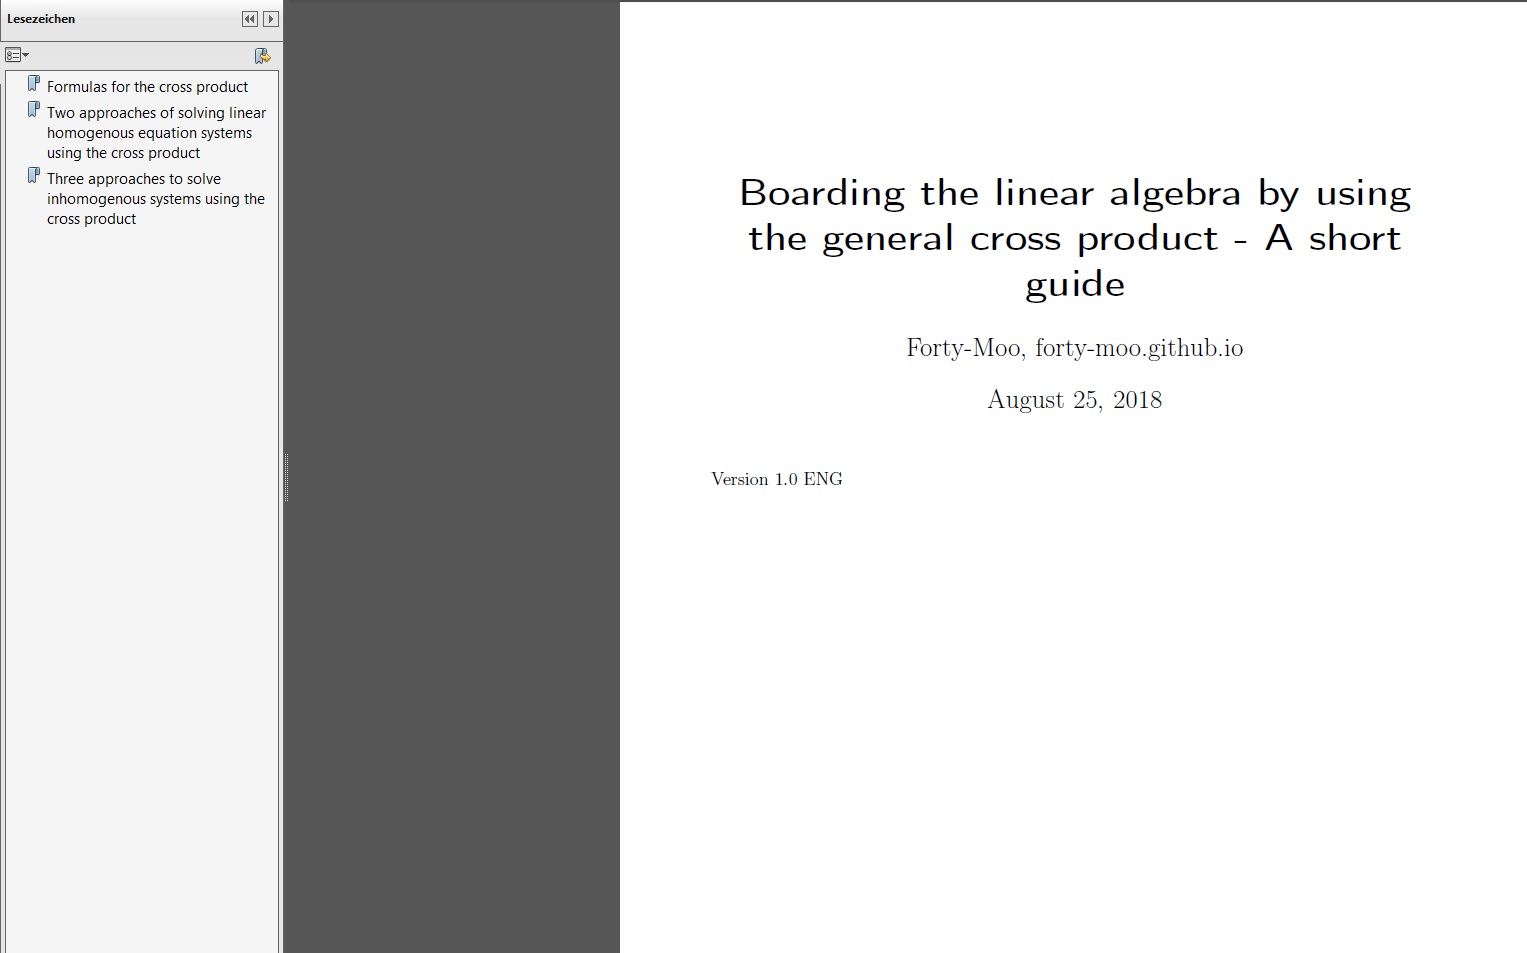 Lesezeichen
Formulas for the cross product
Two approaches of solving linear
homogenous equation systems
using the cross product
Three approaches to solve
inhomogenous systems using the
cross product
Boarding the linear algebra by using
the general cross product - A short
guide
Forty-Moo, forty-moo.github.io
August 25, 2018
Version 1.0 ENG